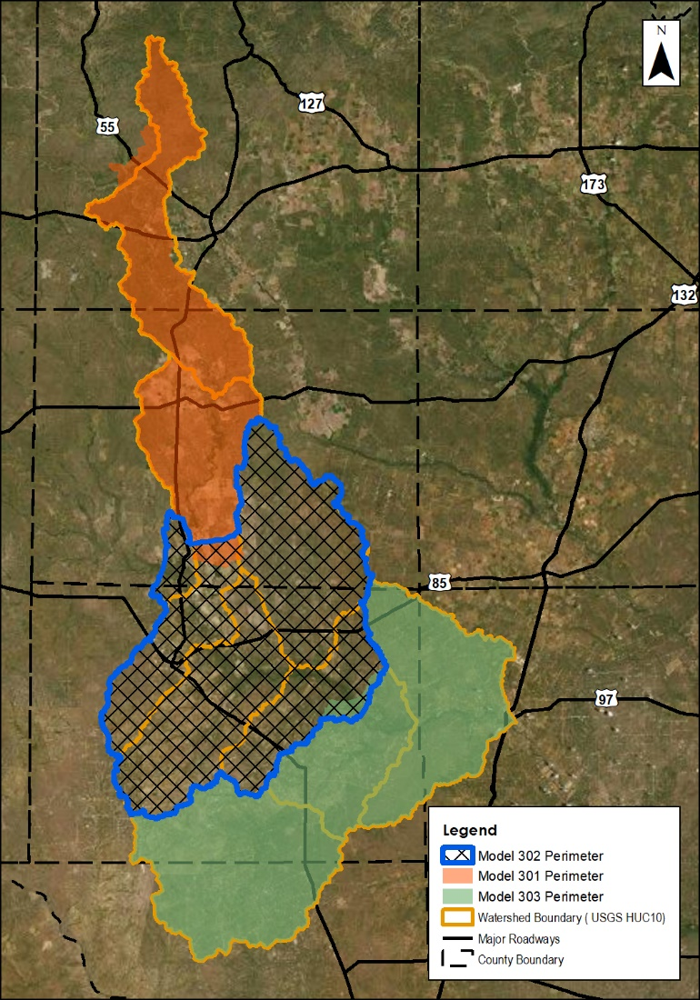 N
127
55
173
132
85
97
Legend
Model 302 Perimeter
Model 301 Perimeter
Model 303 Perimeter
Watershed Boundary ( USGS HUC10)
Major Roadways
County Boundary